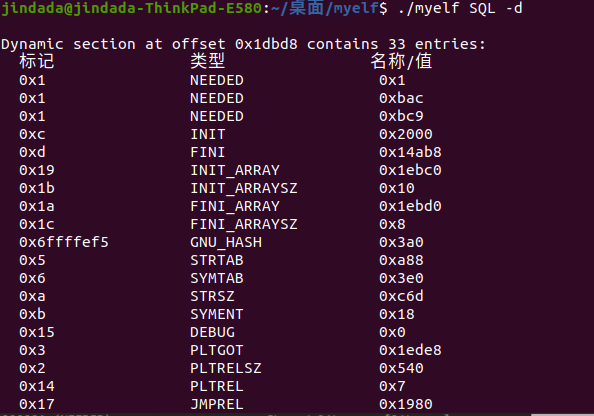 jindada@jindada-ThinkPad-E580:~/桌面/myelf$ ./myelf SQL -d
Dynamic section at offset 0x1dbd8 contains 33 entries:
标记 类型 名称/值
0x1 NEEDED 0x1
0x1 NEEDED 0xbac
0x1 NEEDED 0xbc9
0xc INIT 0x2000
0xd FINI 0x14ab8
0x19 INIT_ARRAY 0x1ebc0
0x1b INIT_ARRAYSZ 0x10
0x1a FINI_ARRAY 0x1ebd0
0x1c FINI_ARRAYSZ 0x8
0x6ffffef5 GNU_HASH 0x3a0
0x5 STRTAB 0xa88
0x6 SYMTAB 0x3e0
0xa STRSZ 0xc6d
0xb SYMENT 0x18
0x15 DEBUG 0x0
0x3 PLTGOT 0x1ede8
0x2 PLTRELSZ 0x540
0x14 PLTREL 0x7
0x17 JMPREL 0x1980